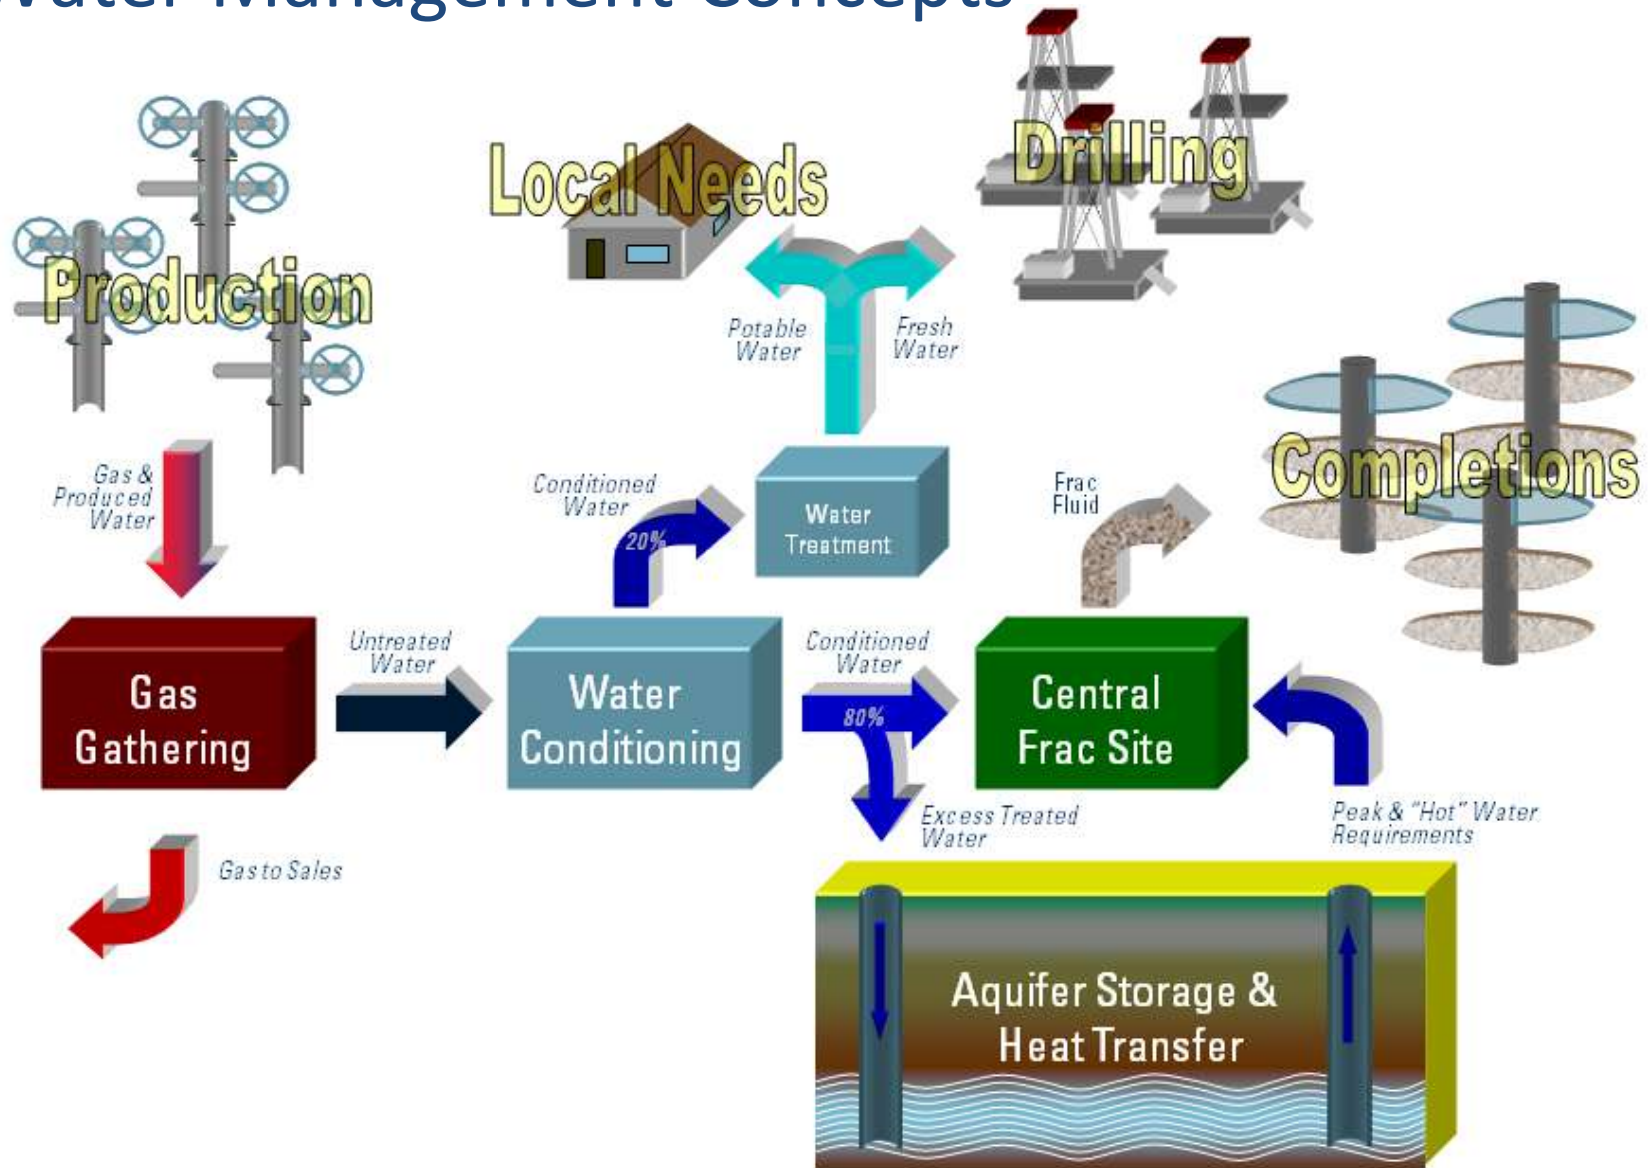 Water Management Concepts
Production
Local Needs
Drilling
Potable
Water
Fresh
Water
Completions
Gas &
Produced
Water
Conditioned
Water
20%
Water
Treatment
Frac
Fluid
Gas
Gathering
Untreated
Water
Water
Conditioning
Conditioned
Water
80%
Central
Frac Site
Excess Treated
Water
Peak & "Hot" Water
Requirements
Gas to Sales
Aquifer Storage &
Heat Transfer